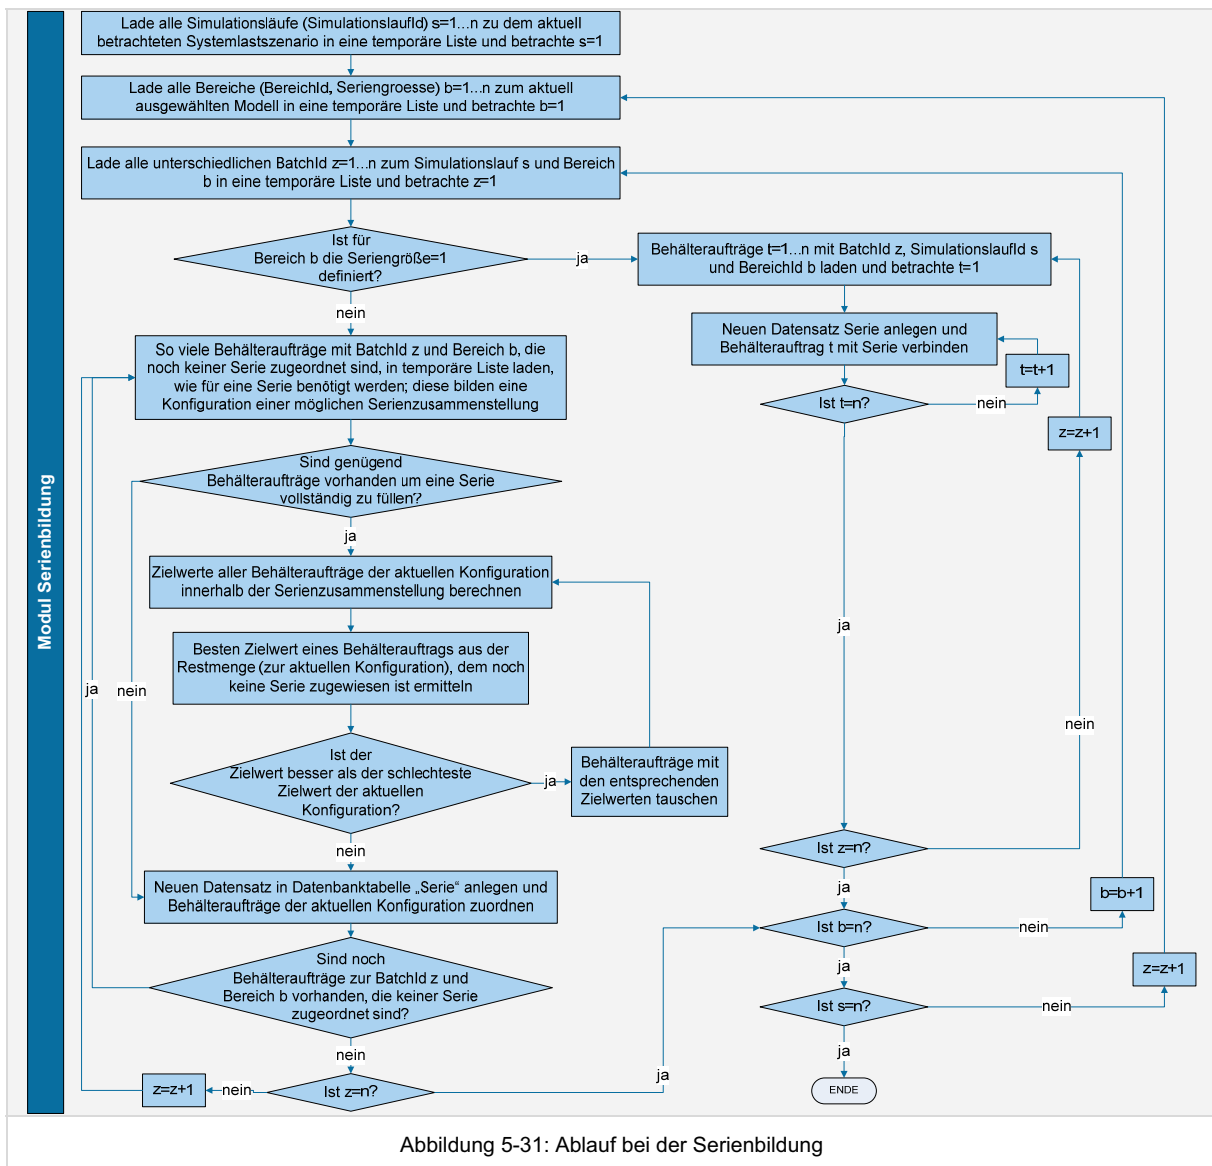 Modul Serienbildung
Lade alle Simulationsläufe (SimulationslaufId) s=1...n zu dem aktuell
betrachteten Systemlastszenario in eine temporäre Liste und betrachte s=1
Lade alle Bereiche (BereichId, Seriengroesse) b=1...n zum aktuell
ausgewählten Modell in eine temporäre Liste und betrachte b=1
Lade alle unterschiedlichen BatchId z=1...n zum Simulationslauf s und Bereich
b in eine temporäre Liste und betrachte z=1
Ist für
Bereich b die Seriengröße=1
definiert?
ja
nein
Behälteraufträge t=1...n mit BatchId z, SimulationslaufId s
und BereichId b laden und betrachte t=1
Neuen Datensatz Serie anlegen und
Behälterauftrag t mit Serie verbinden
t=t+1
Ist t=n?
nein
z=z+1
ja
nein
So viele Behälteraufträge mit BatchId z und Bereich b, die
noch keiner Serie zugeordnet sind, in temporäre Liste laden,
wie für eine Serie benötigt werden; diese bilden eine
Konfiguration einer möglichen Serienzusammenstellung
Sind genügend
Behälteraufträge vorhanden um eine Serie
vollständig zu füllen?
ja
nein
Zielwerte aller Behälteraufträge der aktuellen Konfiguration
innerhalb der Serienzusammenstellung berechnen
Besten Zielwert eines Behälterauftrags aus der
Restmenge (zur aktuellen Konfiguration), dem noch
keine Serie zugewiesen ist ermitteln
Ist der
Zielwert besser als der schlechteste
Zielwert der aktuellen
Konfiguration?
ja
Behälteraufträge mit
den entsprechenden
Zielwerten tauschen
nein
Neuen Datensatz in Datenbanktabelle „Serie“ anlegen und
Behälteraufträge der aktuellen Konfiguration zuordnen
Sind noch
Behälteraufträge zur BatchId z und
Bereich b vorhanden, die keiner Serie
zugeordnet sind?
ja
nein
Ist z=n?
nein
z=z+1
ja
Ist z=n?
ja
Ist b=n?
nein
b=b+1
ja
Ist s=n?
nein
z=z+1
ja
ENDE
Abbildung 5-31: Ablauf bei der Serienbildung